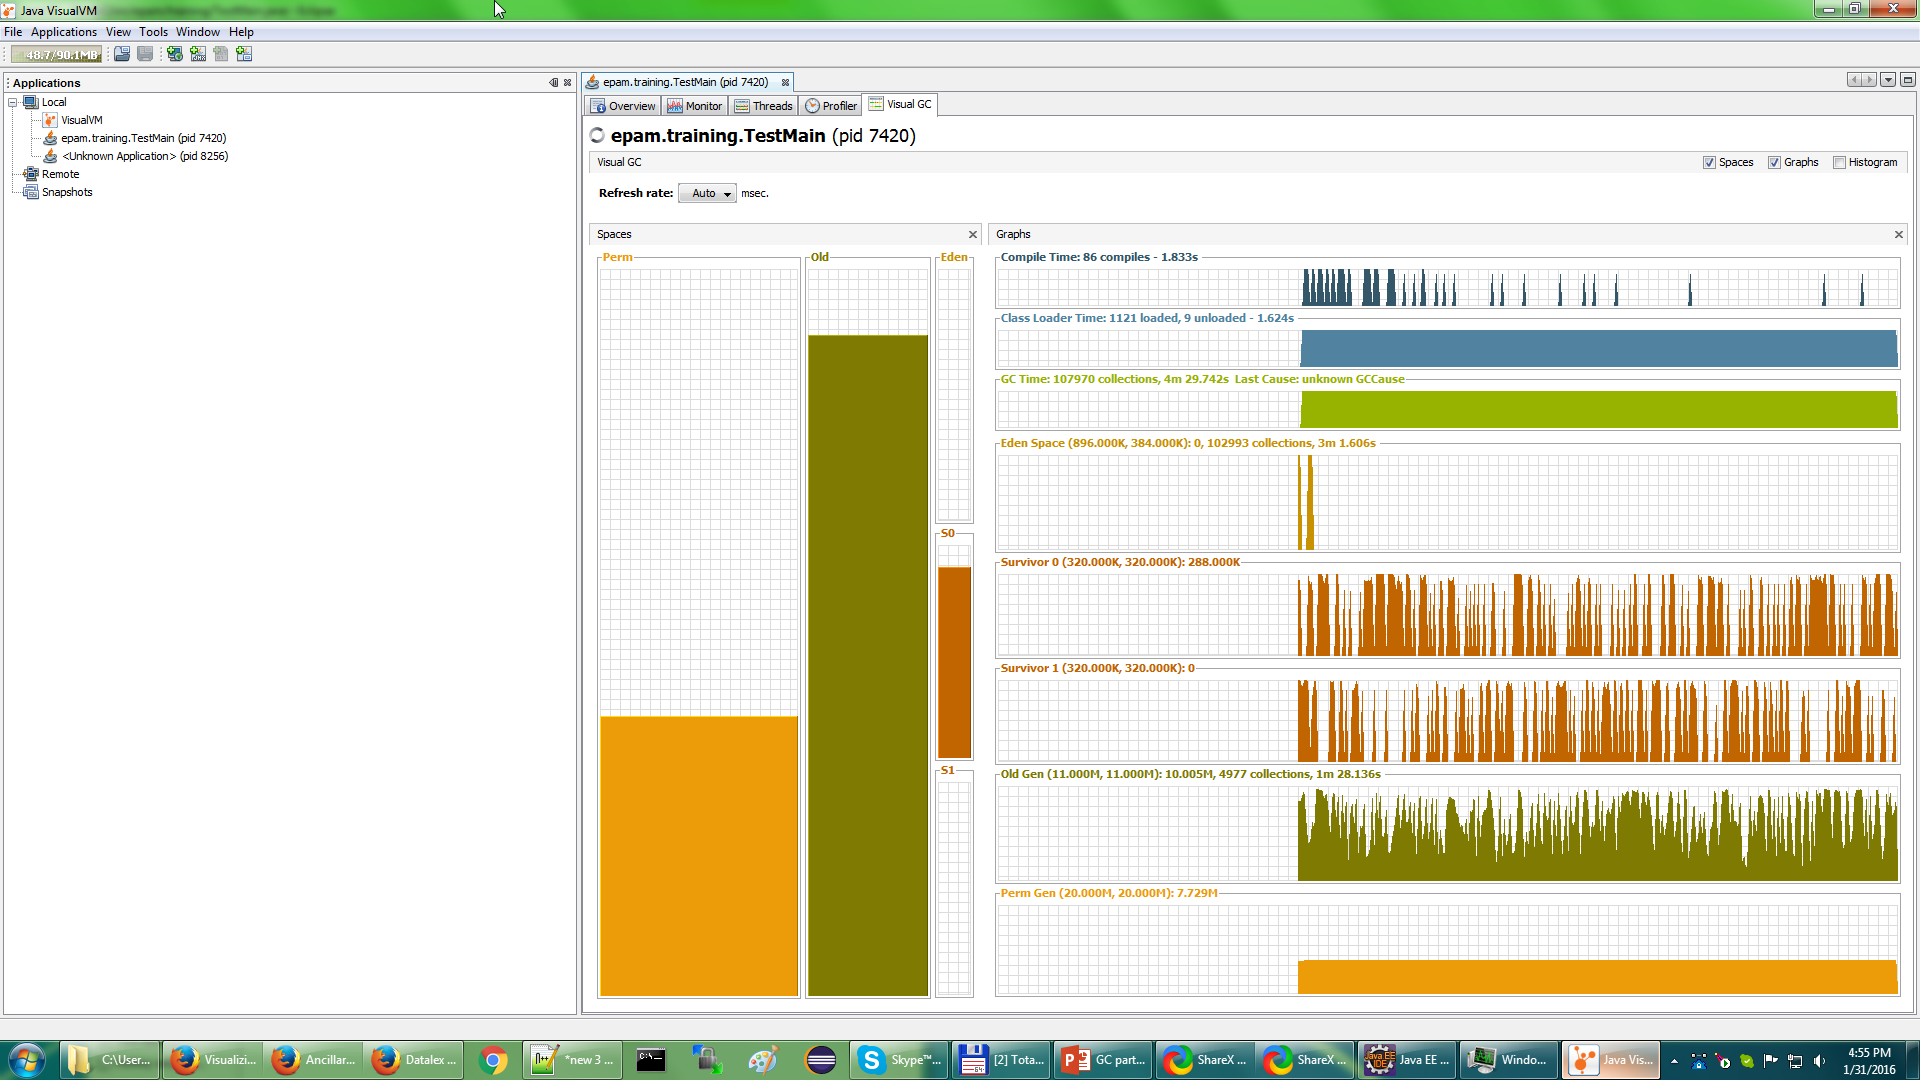 Java VisualVM
File Applications View Tools Window Help
48.7/90.1MB
Applications
Local
VisualVM
epam.training.TestMain (pid 7420)
<Unknown Application> (pid 8256)
Remote
Snapshots
epam.training.TestMain (pid 7420)
Overview Monitor Threads Profiler Visual GC
epam.training.TestMain (pid 7420)
Visual GC
Spaces Graphs Histogram
Refresh rate: Auto msec.
Spaces
Perm
Old
Eden
S0
S1
Graphs
Compile Time: 86 compiles - 1.833s
Class Loader Time: 1121 loaded, 9 unloaded - 1.624s
GC Time: 107970 collections, 4m 29.742s Last Cause: unknown GCCause
Eden Space (896.000K, 384.000K): 0, 102993 collections, 3m 1.606s
Survivor 0 (320.000K, 320.000K): 288.000K
Survivor 1 (320.000K, 320.000K): 0
Old Gen (11.000M, 11.000M): 10.005M, 4977 collections, 1m 28.136s
Perm Gen (20.000M, 20.000M): 7.729M
C:\User... Visualizi... Ancillar... Datalex ... *new 3 ... Skype™... [2] Tota... GC part... ShareX ... ShareX ... Java EE ... Windo... Java Vis...
4:55 PM
1/31/2016